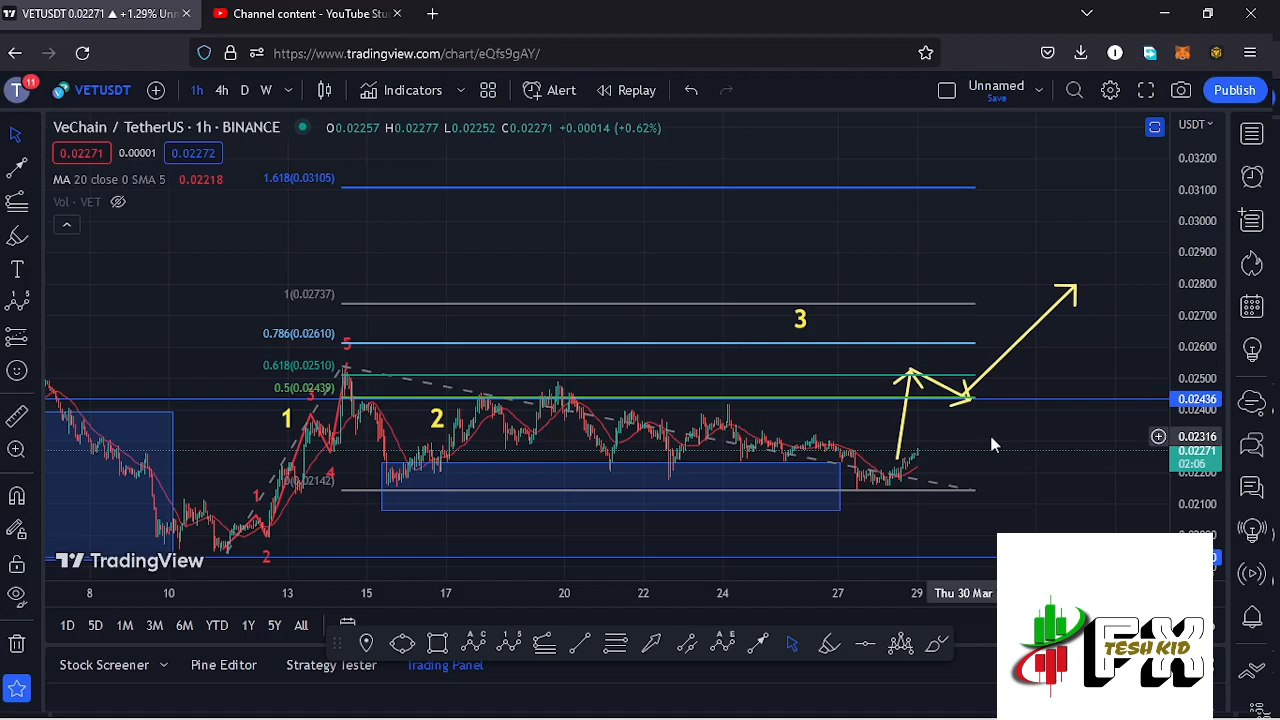 VETUSDT 0.02271 ▲ +1.29% Unn
Channel content - YouTube Stu
https://www.tradingview.com/chart/eQfs9gAY/
T
11
VETUSDT
1h
4h
D
W
Indicators
Alert
Replay
Unnamed
Save
Publish
VeChain / TetherUS · 1h · BINANCE
O0.02257 H0.02277 L0.02252 C0.02271 +0.00014 (+0.62%)
USDT
0.02271
0.00001
0.02272
MA 20 close 0 SMA 5 0.02218
Vol · VET
1.618(0.03105)
1(0.02737)
0.786(0.02610)
0.618(0.02510)
0.5(0.02439)
0(0.02142)
1
2
3
4
5
1
2
3
0.03200
0.03100
0.03000
0.02900
0.02800
0.02700
0.02600
0.02500
0.02436
0.02400
0.02316
0.02271
02:06
0.02200
0.02100
TradingView
8
10
13
15
17
20
22
24
27
29
Thu 30 Mar
1D
5D
1M
3M
6M
YTD
1Y
5Y
All
Stock Screener
Pine Editor
Strategy Tester
Trading Panel
FX
TESH KID